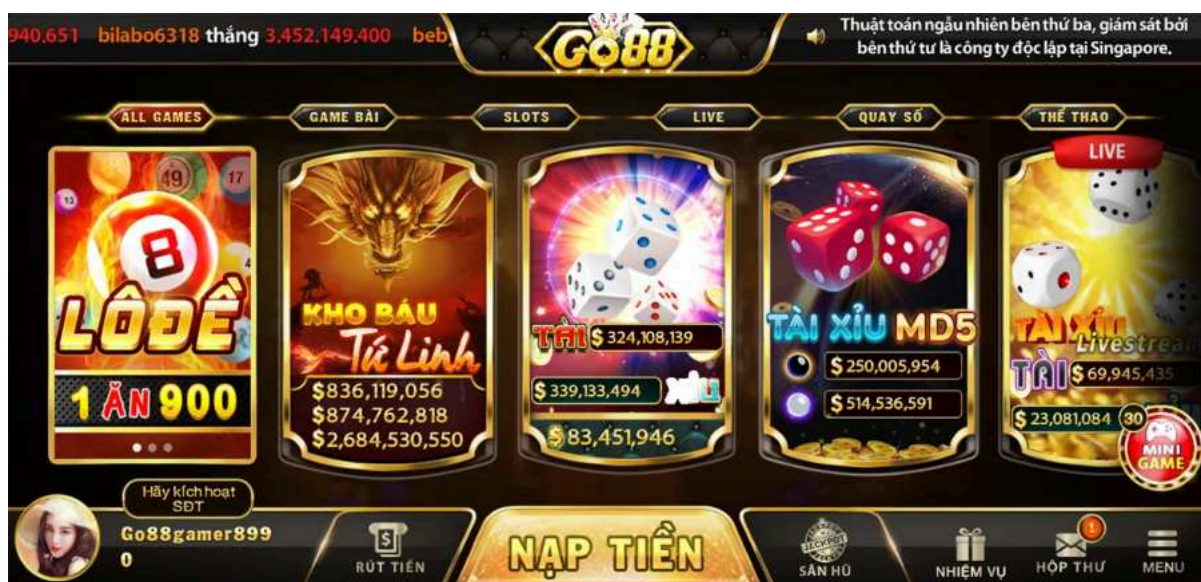 940,651 bilabo6318 thắng 3,452,149,400 beb
GO88
Thuật toán ngẫu nhiên bên thứ ba, giám sát bởi
bên thứ tư là công ty độc lập tại Singapore.
ALL GAMES
GAME BÀI
SLOTS
LIVE
QUAY SỐ
THỂ THAO
49
17
13
8
LÔ ĐỀ
1 ĂN 900
KHO BÁU
Tứ Linh
$836,119,056
$874,762,818
$2,684,530,550
TÀI $ 324,108,139
$ 339,133,494 XỈU
$ 83,451,946
TÀI XỈU MD5
$ 250,005,954
$ 514,536,591
LIVE
TÀI XỈU
Livestream
TÀI $ 69,945,435
$ 23,081,084
30
MINI
GAME
Hãy kích hoạt
SĐT
Go88gamer899
0
RÚT TIỀN
NẠP TIỀN
JACKPOT
SĂN HŨ
NHIỆM VỤ
HỘP THƯ
MENU